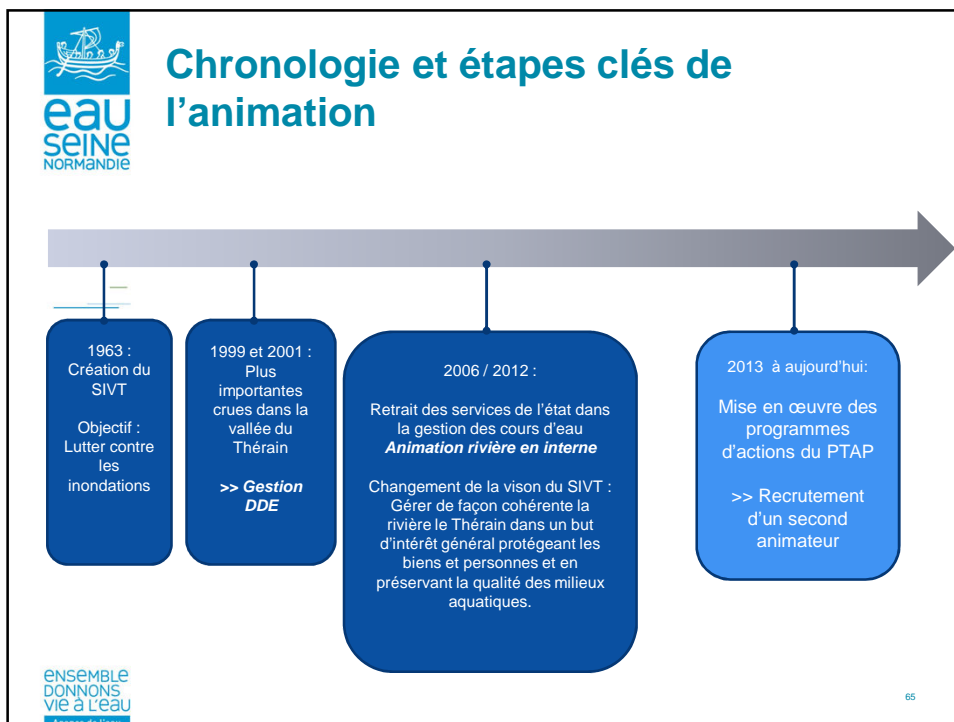 eau
seine
NORMANDIE
Chronologie et étapes clés de
l'animation
1963 :
Création du
SIVT
Objectif :
Lutter contre
les
inondations
1999 et 2001 :
Plus
importantes
crues dans la
vallée du
Thérain
>> Gestion
DDE
2006 / 2012 :
Retrait des services de l'état dans
la gestion des cours d'eau
Animation rivière en interne
Changement de la vison du SIVT :
Gérer de façon cohérente la
rivière le Thérain dans un but
d'intérêt général protégeant les
biens et personnes et en
préservant la qualité des milieux
aquatiques.
2013 à aujourd'hui:
Mise en œuvre des
programmes
d'actions du PTAP
>> Recrutement
d'un second
animateur
ensemble
donnons
vie à l'eau
Agence de l'eau
65